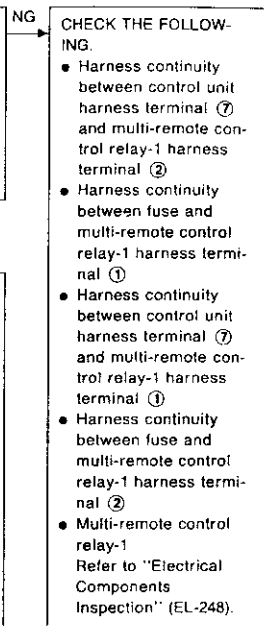 NG
CHECK THE FOLLOW-
ING.
● Harness continuity
between control unit
harness terminal ⑦
and multi-remote con-
trol relay-1 harness
terminal ②
● Harness continuity
between fuse and
multi-remote control
relay-1 harness termi-
nal ①
● Harness continuity
between control unit
harness terminal ⑦
and multi-remote con-
trol relay-1 harness
terminal ①
● Harness continuity
between fuse and
multi-remote control
relay-1 harness termi-
nal ②
● Multi-remote control
relay-1
Refer to "Electrical
Components
Inspection" (EL-248).